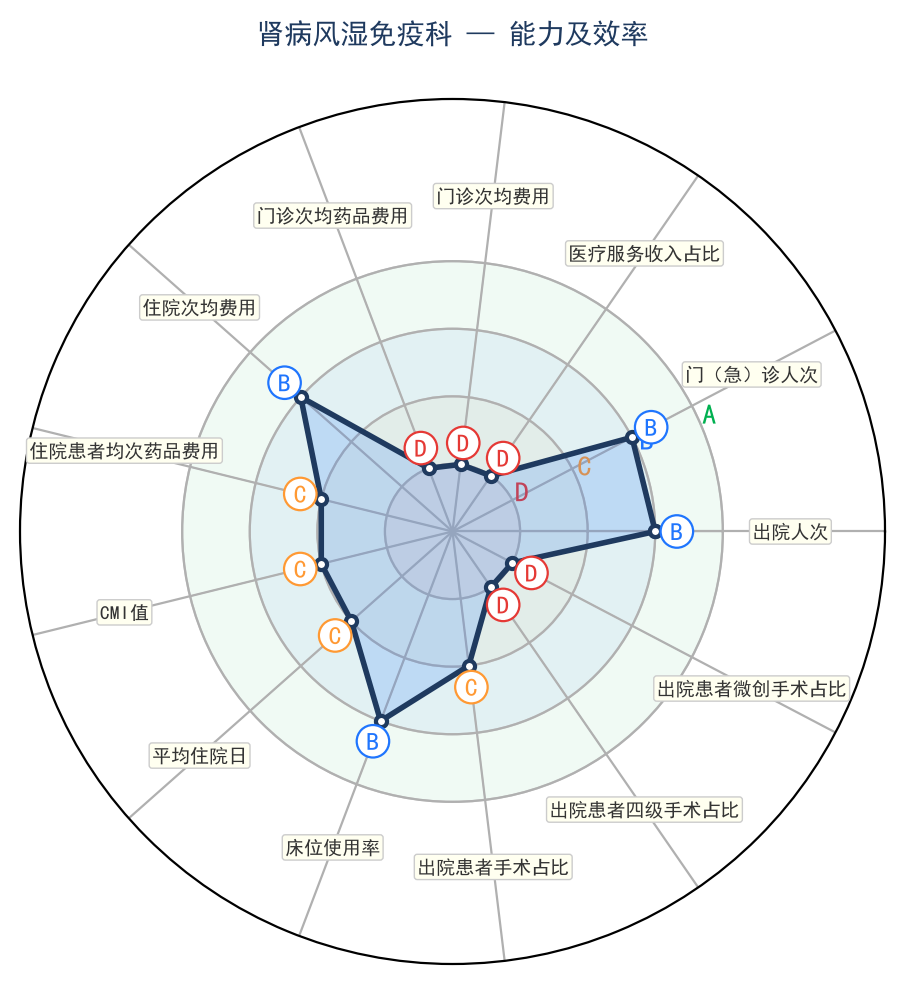 肾病风湿免疫科 — 能力及效率
门诊次均费用
门诊次均药品费用
医疗服务收入占比
住院次均费用
门（急）诊人次
B
A
B
B
D
D
D
住院患者均次药品费用
C
D
C
出院人次
B
C
D
CMI值
D
C
C
出院患者微创手术占比
B
平均住院日
出院患者四级手术占比
床位使用率
出院患者手术占比